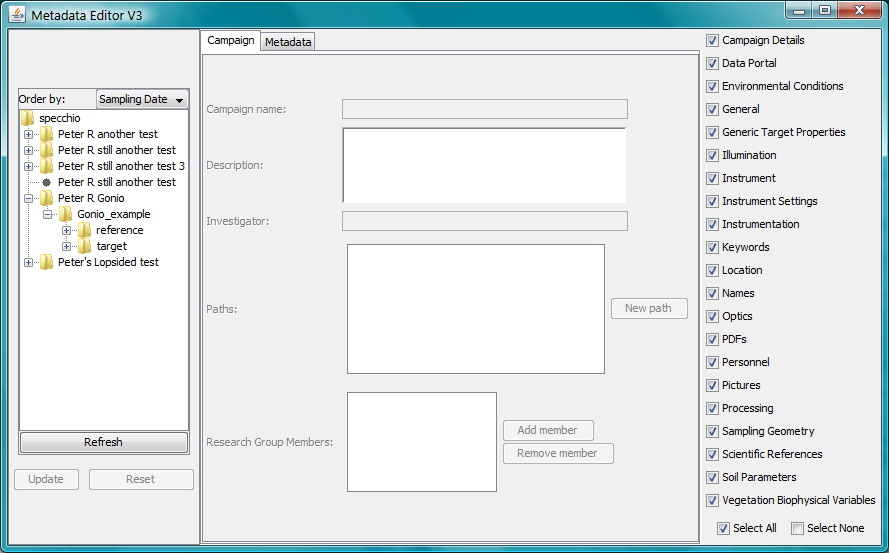 Metadata Editor V3
Order by:
Sampling Date
specchio
Peter R another test
Peter R still another test
Peter R still another test 3
Peter R still another test
Peter R Gonio
Gonio_example
reference
target
Peter's Lopsided test
Refresh
Update
Reset
Campaign
Metadata
Campaign name:
Description:
Investigator:
Paths:
New path
Research Group Members:
Add member
Remove member
Campaign Details
Data Portal
Environmental Conditions
General
Generic Target Properties
Illumination
Instrument
Instrument Settings
Instrumentation
Keywords
Location
Names
Optics
PDFs
Personnel
Pictures
Processing
Sampling Geometry
Scientific References
Soil Parameters
Vegetation Biophysical Variables
Select All
Select None